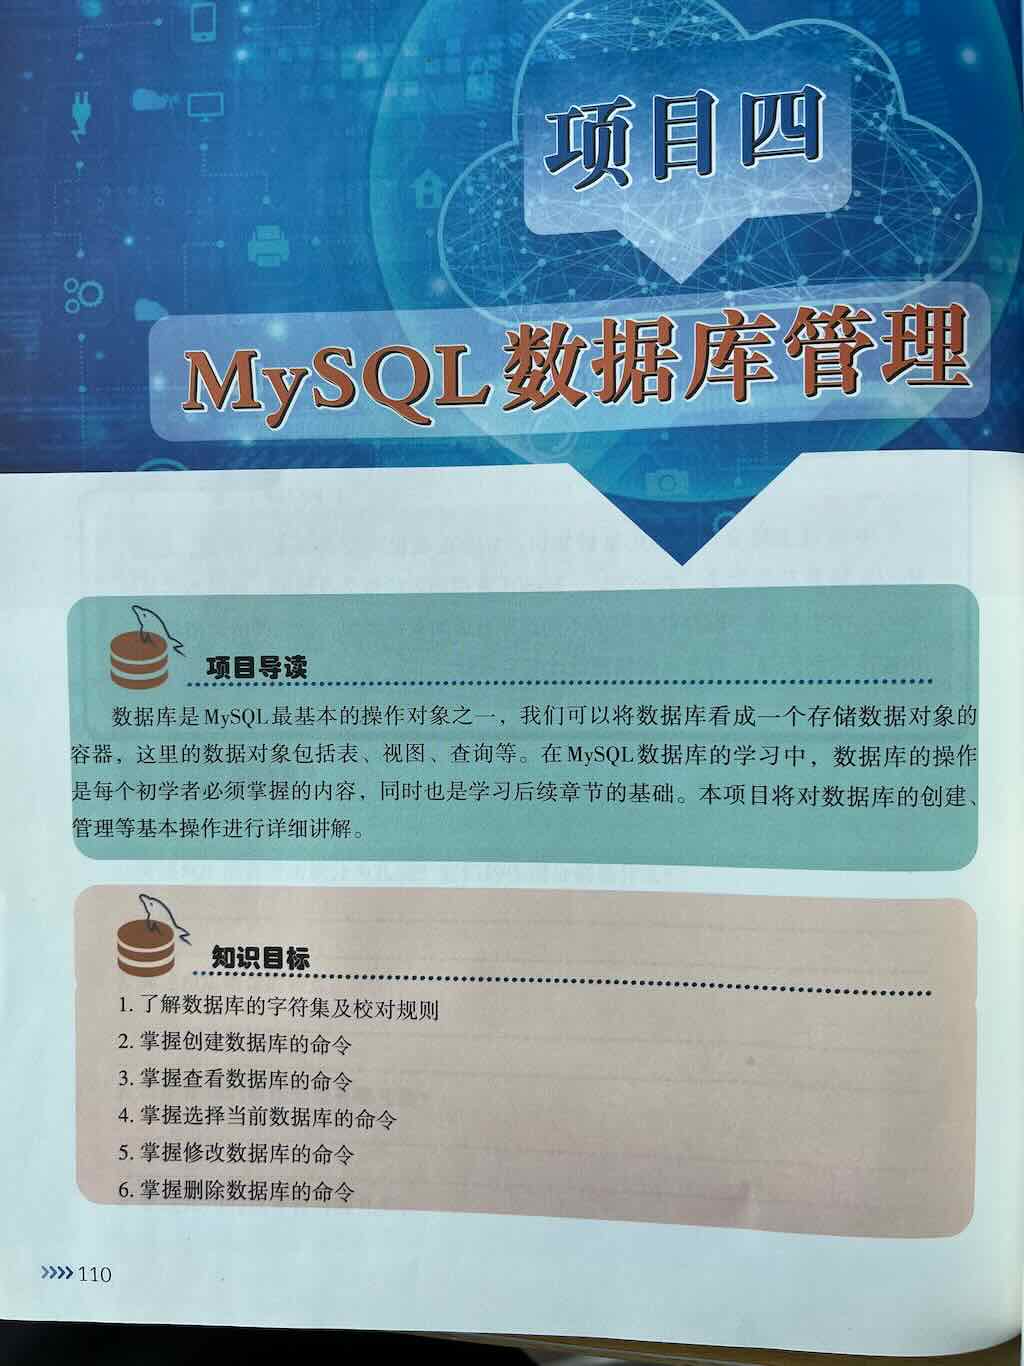 项目四
MySQL数据库管理
项目导读
数据库是MySQL最基本的操作对象之一，我们可以将数据库看成一个存储数据对象的
容器，这里的数据对象包括表、视图、查询等。在MySQL数据库的学习中，数据库的操作
是每个初学者必须掌握的内容，同时也是学习后续章节的基础。本项目将对数据库的创建、
管理等基本操作进行详细讲解。
知识目标
1. 了解数据库的字符集及校对规则
2. 掌握创建数据库的命令
3. 掌握查看数据库的命令
4. 掌握选择当前数据库的命令
5. 掌握修改数据库的命令
6. 掌握删除数据库的命令
110